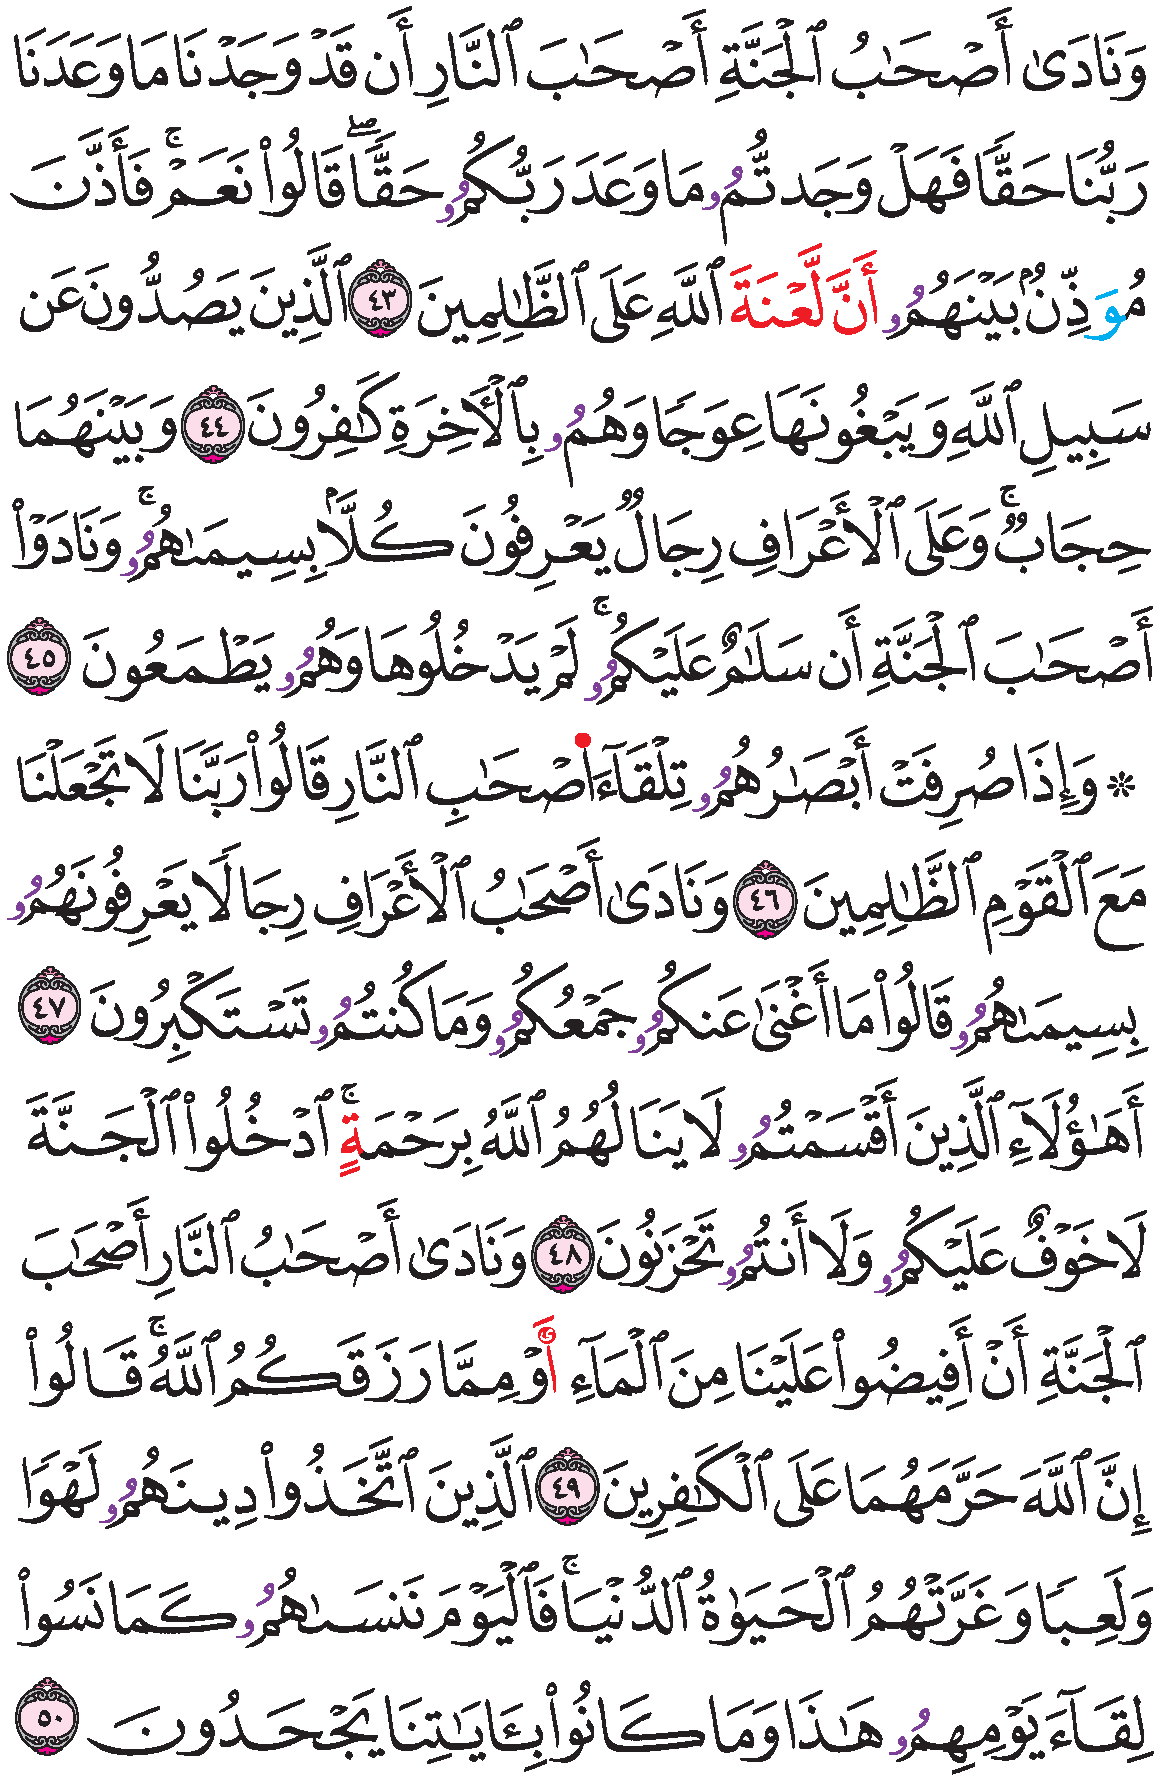 وَنَادَىٰٓ أَصْحَٰبُ ٱلْجَنَّةِ أَصْحَٰبَ ٱلنَّارِ أَن قَدْ وَجَدْنَا مَا وَعَدَنَا
رَبُّنَا حَقًّا فَهَلْ وَجَدتُّمُۥ مَا وَعَدَ رَبُّكُمُۥ حَقًّاۖ قَالُوا۟ نَعَمْۚ فَأَذَّنَ
مُوَذِّنٌۢ بَيْنَهُمُۥٓ أَنَّ لَّعْنَةَ ٱللَّهِ عَلَى ٱلظَّٰلِمِينَ ٤٣ ٱلَّذِينَ يَصُدُّونَ عَن
سَبِيلِ ٱللَّهِ وَيَبْغُونَهَا عِوَجًا وَهُمُۥ بِٱلْأَخِرَةِ كَٰفِرُونَ ٤٤ وَبَيْنَهُمَا
حِجَابٌۚ وَعَلَى ٱلْأَعْرَافِ رِجَالٌ يَعْرِفُونَ كُلًّۢا بِسِيمَىٰهُمُۥۚ وَنَادَوْا۟
أَصْحَٰبَ ٱلْجَنَّةِ أَن سَلَٰمٌ عَلَيْكُمُۥۚ لَمْ يَدْخُلُوهَا وَهُمُۥ يَطْمَعُونَ ٤٥
۞ وَإِذَا صُرِفَتْ أَبْصَٰرُهُمُۥ تِلْقَآءَ اصْحَٰبِ ٱلنَّارِ قَالُوا۟ رَبَّنَا لَا تَجْعَلْنَا
مَعَ ٱلْقَوْمِ ٱلظَّٰلِمِينَ ٤٦ وَنَادَىٰٓ أَصْحَٰبُ ٱلْأَعْرَافِ رِجَالًا يَعْرِفُونَهُمُۥ
بِسِيمَىٰهُمُۥ قَالُوا۟ مَا أَغْنَىٰ عَنكُمُۥ جَمْعُكُمُۥ وَمَا كُنتُمُۥ تَسْتَكْبِرُونَ ٤٧
أَهَٰٓؤُلَآءِ ٱلَّذِينَ أَقْسَمْتُمُۥ لَا يَنَالُهُمُ ٱللَّهُ بِرَحْمَةٍۚ ٱدْخُلُوا۟ ٱلْجَنَّةَ
لَا خَوْفٌ عَلَيْكُمُۥ وَلَا أَنتُمُۥ تَحْزَنُونَ ٤٨ وَنَادَىٰٓ أَصْحَٰبُ ٱلنَّارِ أَصْحَٰبَ
ٱلْجَنَّةِ أَنْ أَفِيضُوا۟ عَلَيْنَا مِنَ ٱلْمَآءِ أَوْ مِمَّا رَزَقَكُمُ ٱللَّهُۚ قَالُوا۟
إِنَّ ٱللَّهَ حَرَّمَهُمَا عَلَى ٱلْكَٰفِرِينَ ٤٩ ٱلَّذِينَ ٱتَّخَذُوا۟ دِينَهُمُۥ لَهْوًا
وَلَعِبًا وَغَرَّتْهُمُ ٱلْحَيَوٰةُ ٱلدُّنْيَاۚ فَٱلْيَوْمَ نَنسَىٰهُمُۥ كَمَا نَسُوا۟
لِقَآءَ يَوْمِهِمُۥ هَٰذَا وَمَا كَانُوا۟ بِـَٔايَٰتِنَا يَجْحَدُونَ ٥٠